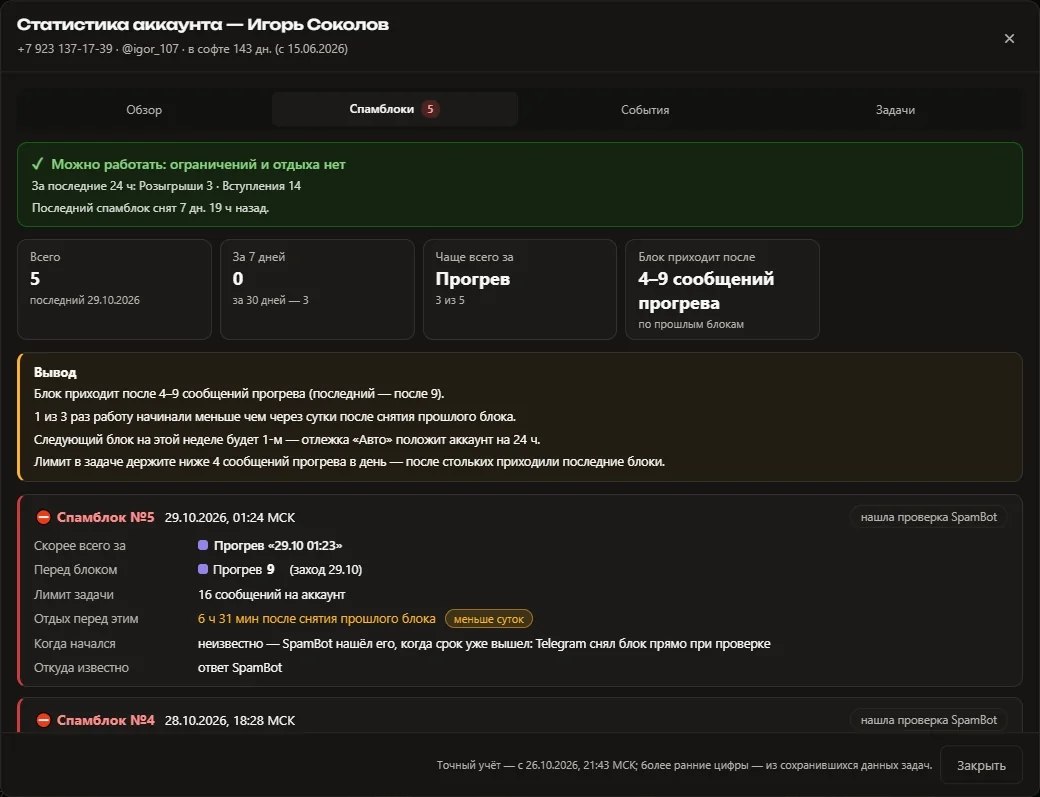 Статистика аккаунта — Игорь Соколов
+7 923 137-17-39 · @igor_107 · в софте 143 дн. (с 15.06.2026)
Обзор
Спамблоки 5
События
Задачи
✓ Можно работать: ограничений и отдыха нет
За последние 24 ч: Розыгрыши 3 · Вступления 14
Последний спамблок снят 7 дн. 19 ч назад.
Всего
5
последний 29.10.2026
За 7 дней
0
за 30 дней — 3
Чаще всего за
Прогрев
3 из 5
Блок приходит после
4–9 сообщений
прогрева
по прошлым блокам
Вывод
Блок приходит после 4–9 сообщений прогрева (последний — после 9).
1 из 3 раз работу начинали меньше чем через сутки после снятия прошлого блока.
Следующий блок на этой неделе будет 1-м — отлежка «Авто» положит аккаунт на 24 ч.
Лимит в задаче держите ниже 4 сообщений прогрева в день — после стольких приходили последние блоки.
Спамблок №5 29.10.2026, 01:24 МСК
нашла проверка SpamBot
Скорее всего за Прогрев «29.10 01:23»
Перед блоком Прогрев 9 (заход 29.10)
Лимит задачи 16 сообщений на аккаунт
Отдых перед этим 6 ч 31 мин после снятия прошлого блока меньше суток
Когда начался неизвестно — SpamBot нашёл его, когда срок уже вышел: Telegram снял блок прямо при проверке
Откуда известно ответ SpamBot
Спамблок №4 28.10.2026, 18:28 МСК
нашла проверка SpamBot
Точный учёт — с 26.10.2026, 21:43 МСК; более ранние цифры — из сохранившихся данных задач.
Закрыть